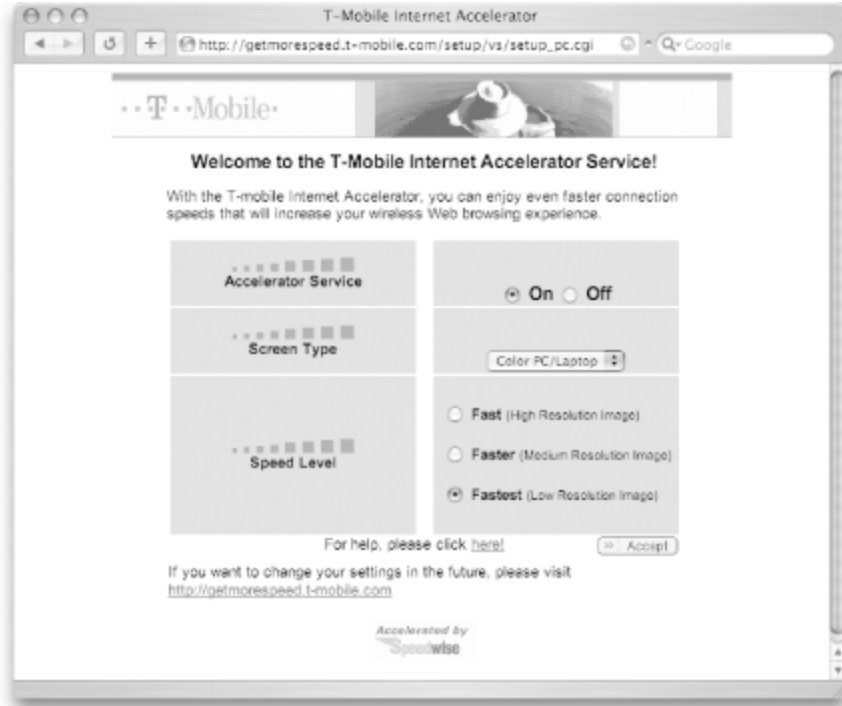 T-Mobile Internet Accelerator
http://getmorespeed.t-mobile.com/setup/vs/setup_pc.cgi
Google
T Mobile
Welcome to the T-Mobile Internet Accelerator Service!
With the T-mobile Internet Accelerator, you can enjoy even faster connection
speeds that will increase your wireless Web browsing experience.
Accelerator Service
On Off
Screen Type
Color PC/Laptop
Speed Level
Fast (High Resolution Image)
Faster (Medium Resolution Image)
Fastest (Low Resolution Image)
For help, please click here!
>> Accept
If you want to change your settings in the future, please visit
http://getmorespeed.t-mobile.com
Accelerated by
Speedwise